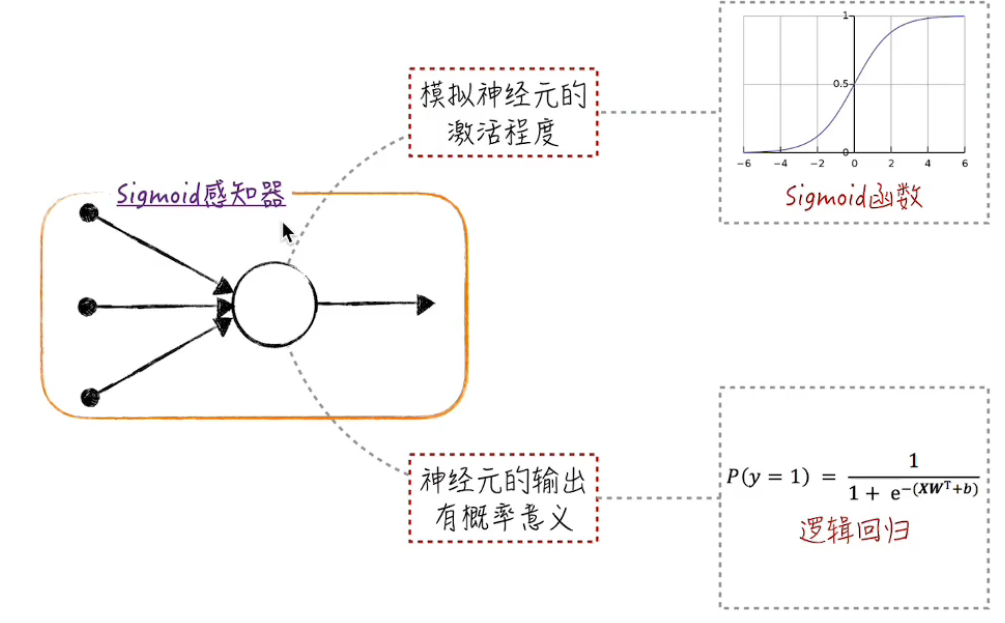 模拟神经元的
激活程度
1
0.5
0
-6 -4 -2 0 2 4 6
Sigmoid函数
Sigmoid感知器
神经元的输出
有概率意义
P(y = 1) = 1 / (1 + e^−(XW^T+b))
逻辑回归